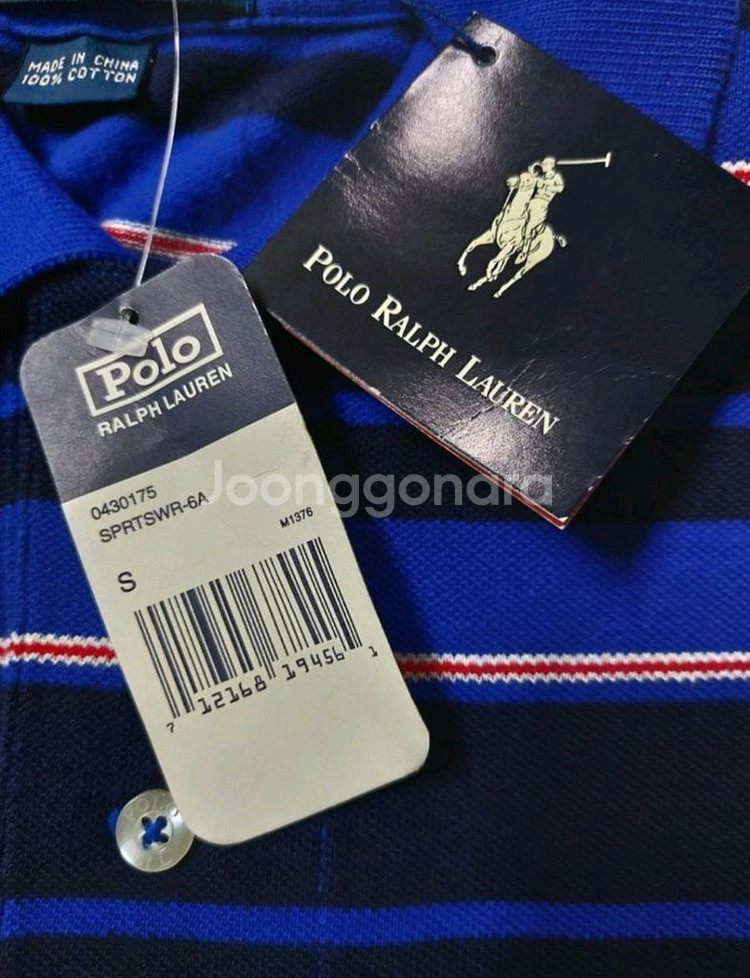 MADE IN CHINA
100% COTTON
POLO RALPH LAUREN
Polo
RALPH LAUREN
0430175
SPRTSWR-6A
M1376
S
7 12168 19456 1
Joonggonara
POLO